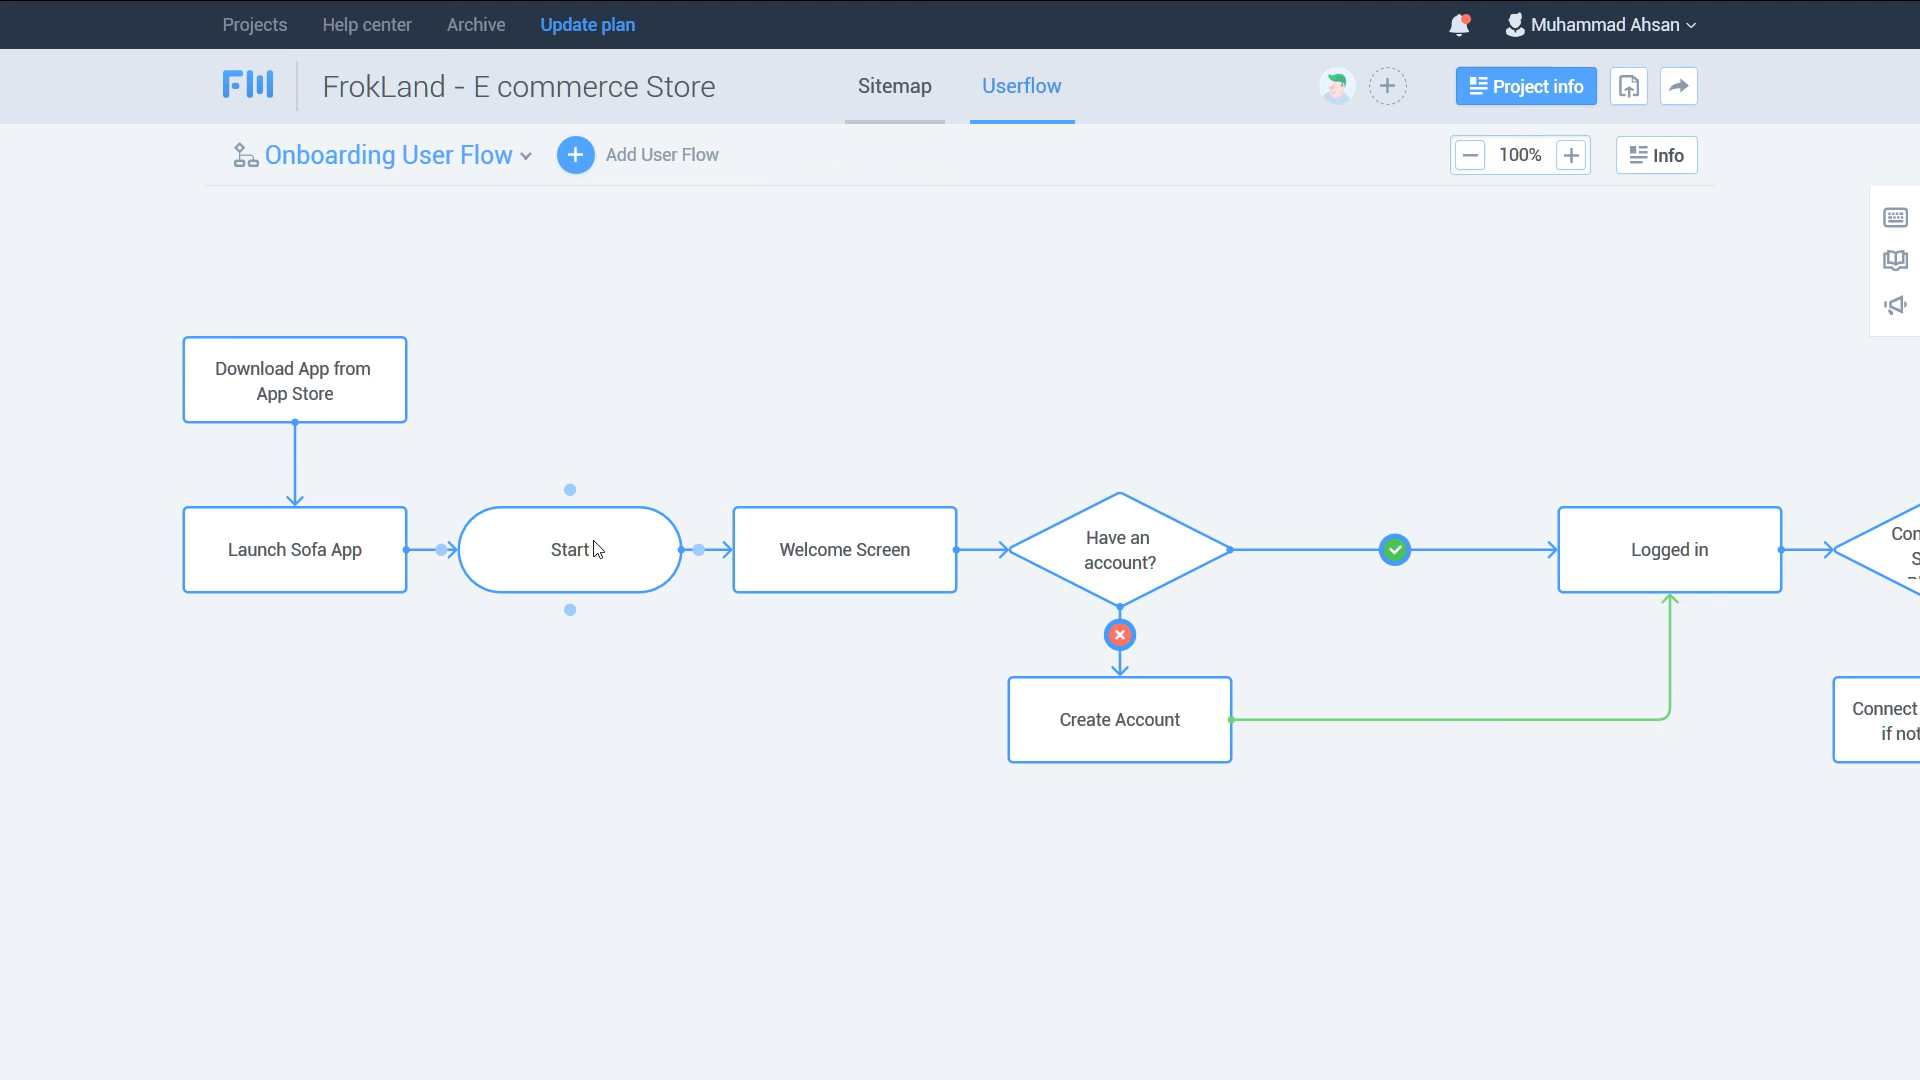 Projects
Help center
Archive
Update plan
Muhammad Ahsan
FrokLand - E commerce Store
Sitemap
Userflow
Project info
Onboarding User Flow
Add User Flow
100%
Info
Download App from
App Store
Launch Sofa App
Start
Welcome Screen
Have an
account?
Logged in
Create Account
Connect
if not